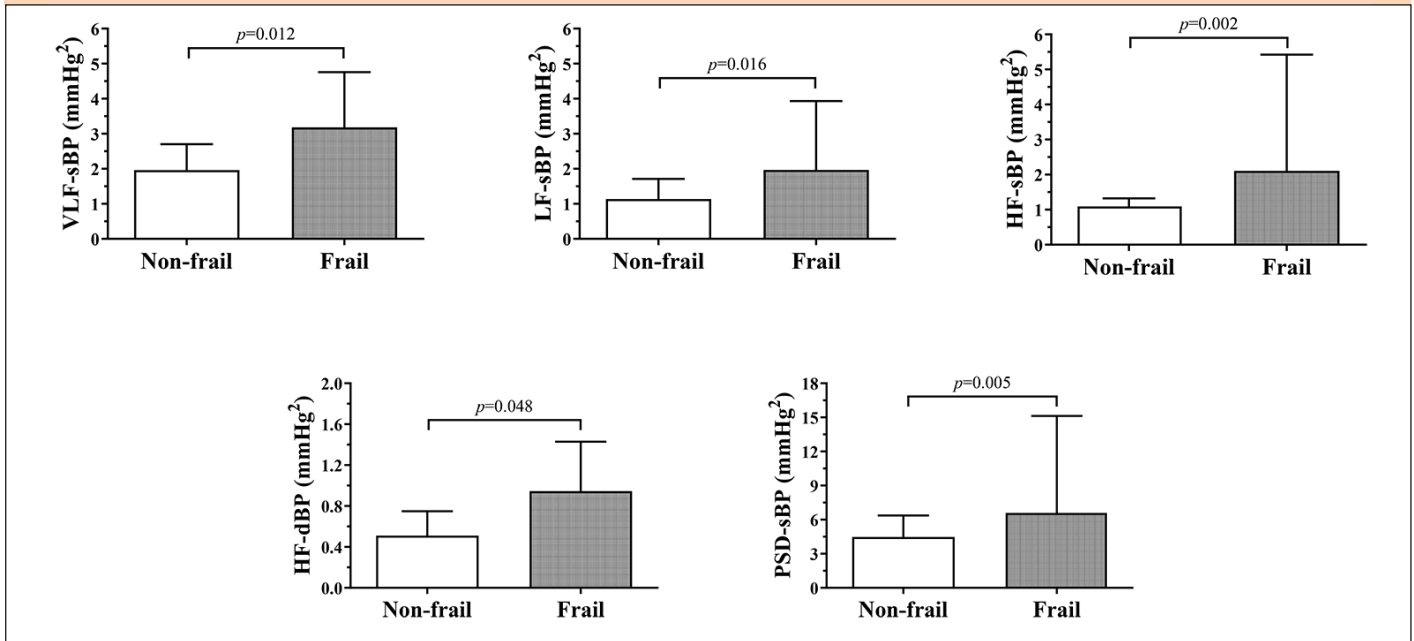 VLF-sBP (mmHg²)
6
5
4
3
2
1
0
p=0.012
Non-frail Frail
LF-sBP (mmHg²)
6
5
4
3
2
1
0
p=0.016
Non-frail Frail
HF-sBP (mmHg²)
6
5
4
3
2
1
0
p=0.002
Non-frail Frail
HF-dBP (mmHg²)
2.0
1.6
1.2
0.8
0.4
0.0
p=0.048
Non-frail Frail
PSD-sBP (mmHg²)
18
15
12
9
6
3
0
p=0.005
Non-frail Frail